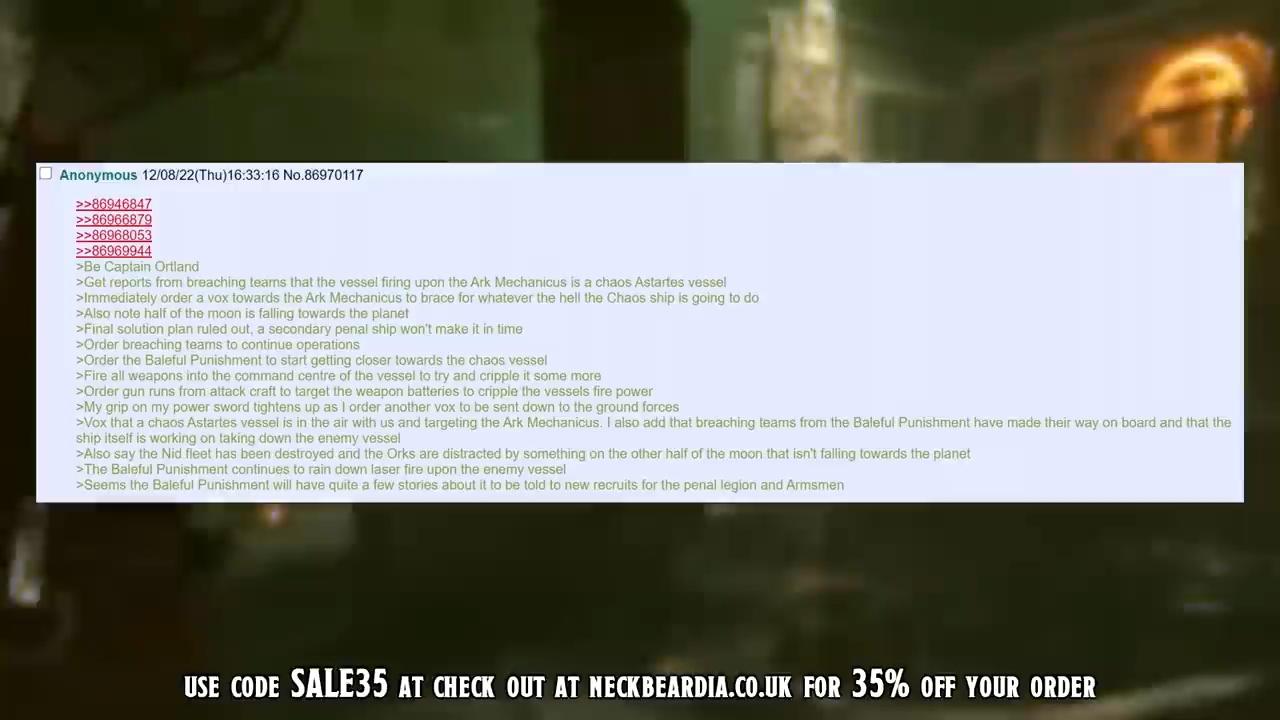 Anonymous 12/08/22(Thu)16:33:16 No.86970117
>>86946847
>>86966879
>>86968053
>>86969944
>Be Captain Ortland
>Get reports from breaching teams that the vessel firing upon the Ark Mechanicus is a chaos Astartes vessel
>Immediately order a vox towards the Ark Mechanicus to brace for whatever the hell the Chaos ship is going to do
>Also note half of the moon is falling towards the planet
>Final solution plan ruled out, a secondary penal ship won't make it in time
>Order breaching teams to continue operations
>Order the Baleful Punishment to start getting closer towards the chaos vessel
>Fire all weapons into the command centre of the vessel to try and cripple it some more
>Order gun runs from attack craft to target the weapon batteries to cripple the vessels fire power
>My grip on my power sword tightens up as I order another vox to be sent down to the ground forces
>Vox that a chaos Astartes vessel is in the air with us and targeting the Ark Mechanicus. I also add that breaching teams from the Baleful Punishment have made their way on board and that the
ship itself is working on taking down the enemy vessel
>Also say the Nid fleet has been destroyed and the Orks are distracted by something on the other half of the moon that isn't falling towards the planet
>The Baleful Punishment continues to rain down laser fire upon the enemy vessel
>Seems the Baleful Punishment will have quite a few stories about it to be told to new recruits for the penal legion and Armsmen
USE CODE SALE35 AT CHECK OUT AT NECKBEARDIA.CO.UK FOR 35% OFF YOUR ORDER